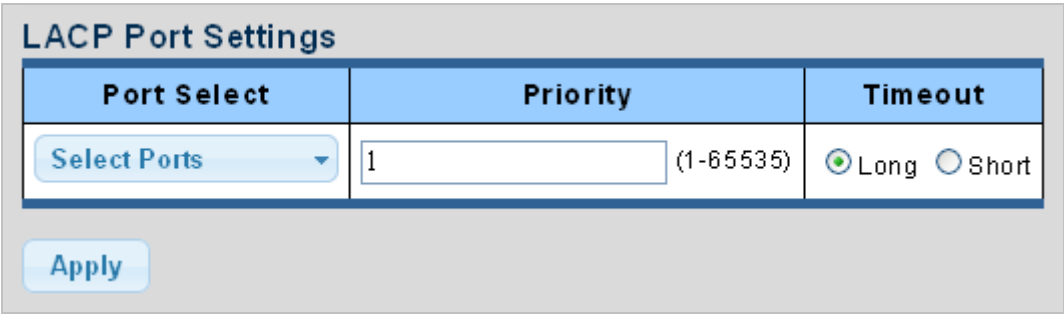 LACP Port Settings
Port Select Priority Timeout
Select Ports 1 (1-65535) Long Short
Apply